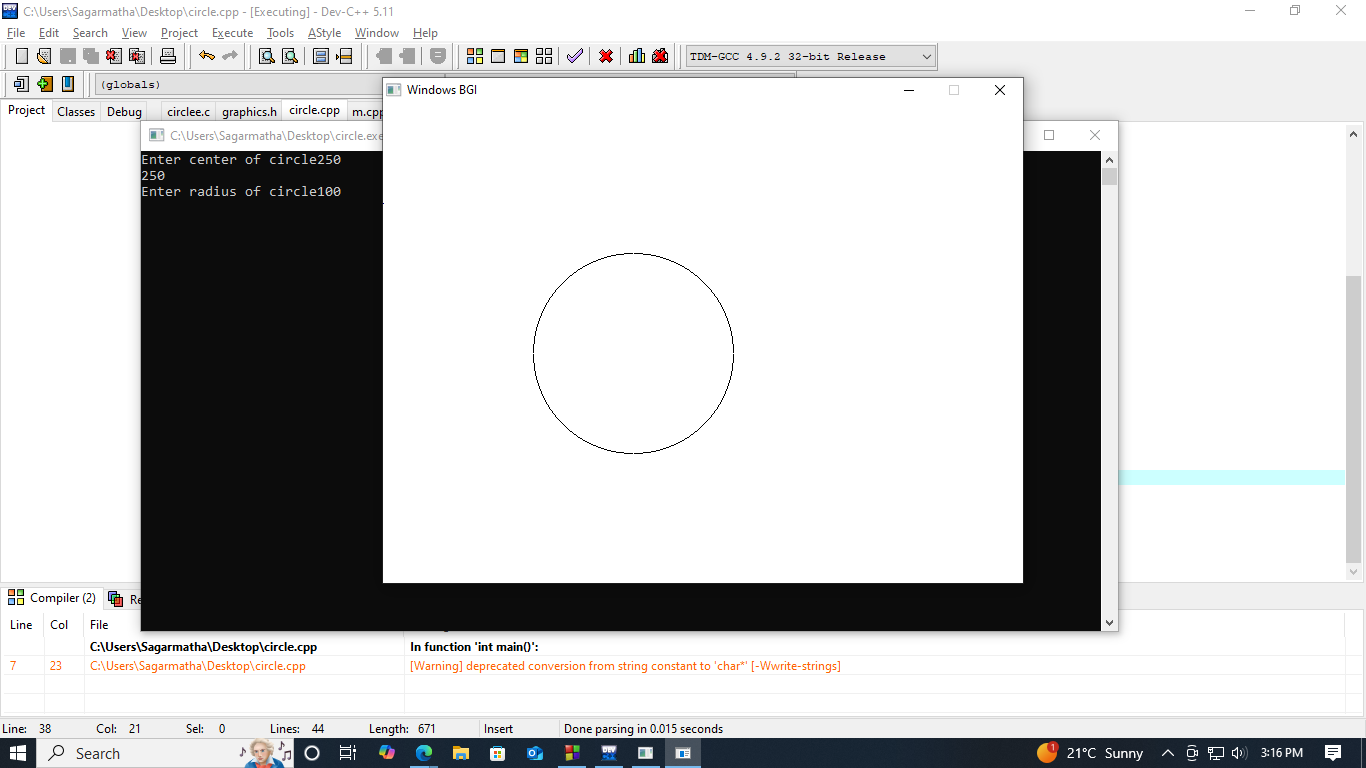 C:\Users\Sagarmatha\Desktop\circle.cpp - [Executing] - Dev-C++ 5.11
File Edit Search View Project Execute Tools AStyle Window Help
TDM-GCC 4.9.2 32-bit Release
(globals)
Project Classes Debug circlee.c graphics.h circle.cpp m.cpp
Windows BGI
C:\Users\Sagarmatha\Desktop\circle.exe
Enter center of circle250
250
Enter radius of circle100
Compiler (2) Re
Line Col File
C:\Users\Sagarmatha\Desktop\circle.cpp In function 'int main()':
7 23 C:\Users\Sagarmatha\Desktop\circle.cpp [Warning] deprecated conversion from string constant to 'char*' [-Wwrite-strings]
Line: 38 Col: 21 Sel: 0 Lines: 44 Length: 671 Insert Done parsing in 0.015 seconds
Search 1 21°C Sunny 3:16 PM